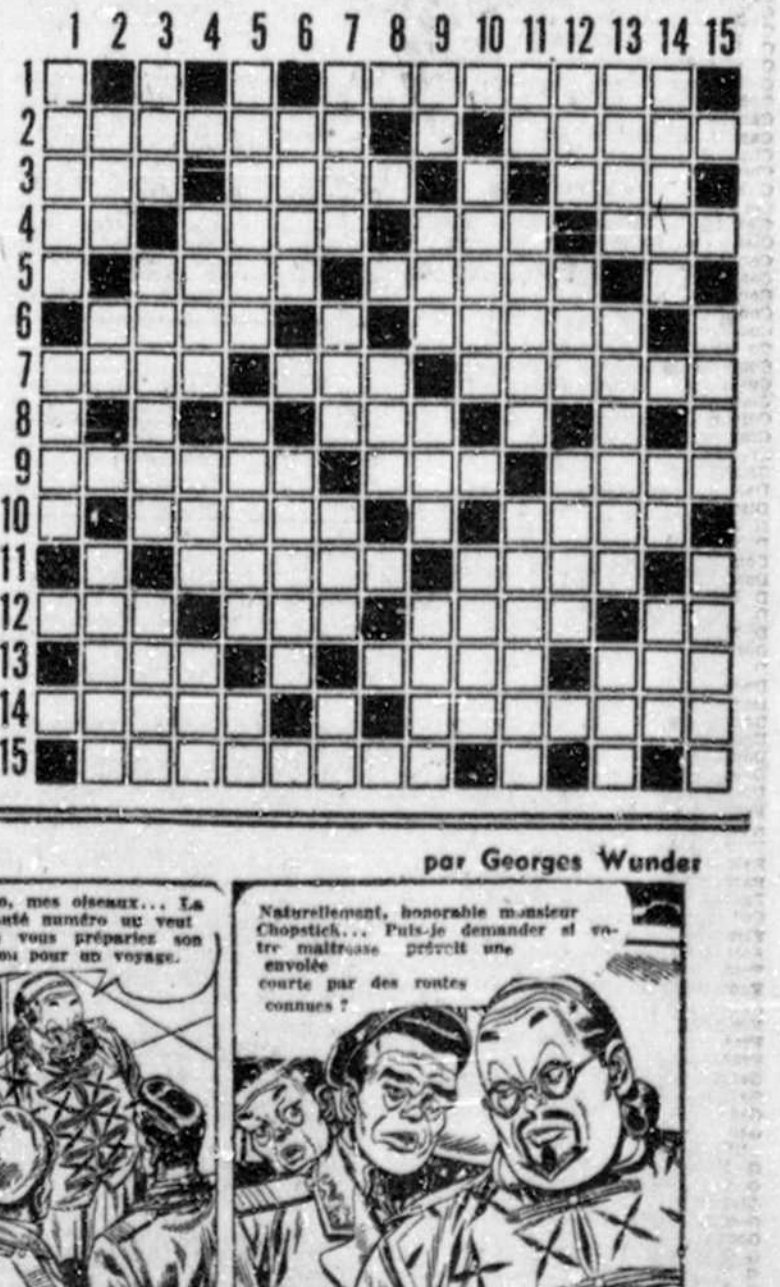 1 2 3 4 5 6 7 8 9 10 11 12 13 14 15
1
2
3
4
5
6
7
8
9
10
11
12
13
14
15
par Georges Wunder
mes oiseaux... La
numéro un veut
vous prépariez son
pour un voyage.
Naturellement, honorable monsieur
Chopstick... Puis-je demander si vo-
tre maîtresse prévoit une
envolée
courte par des routes
connues ?